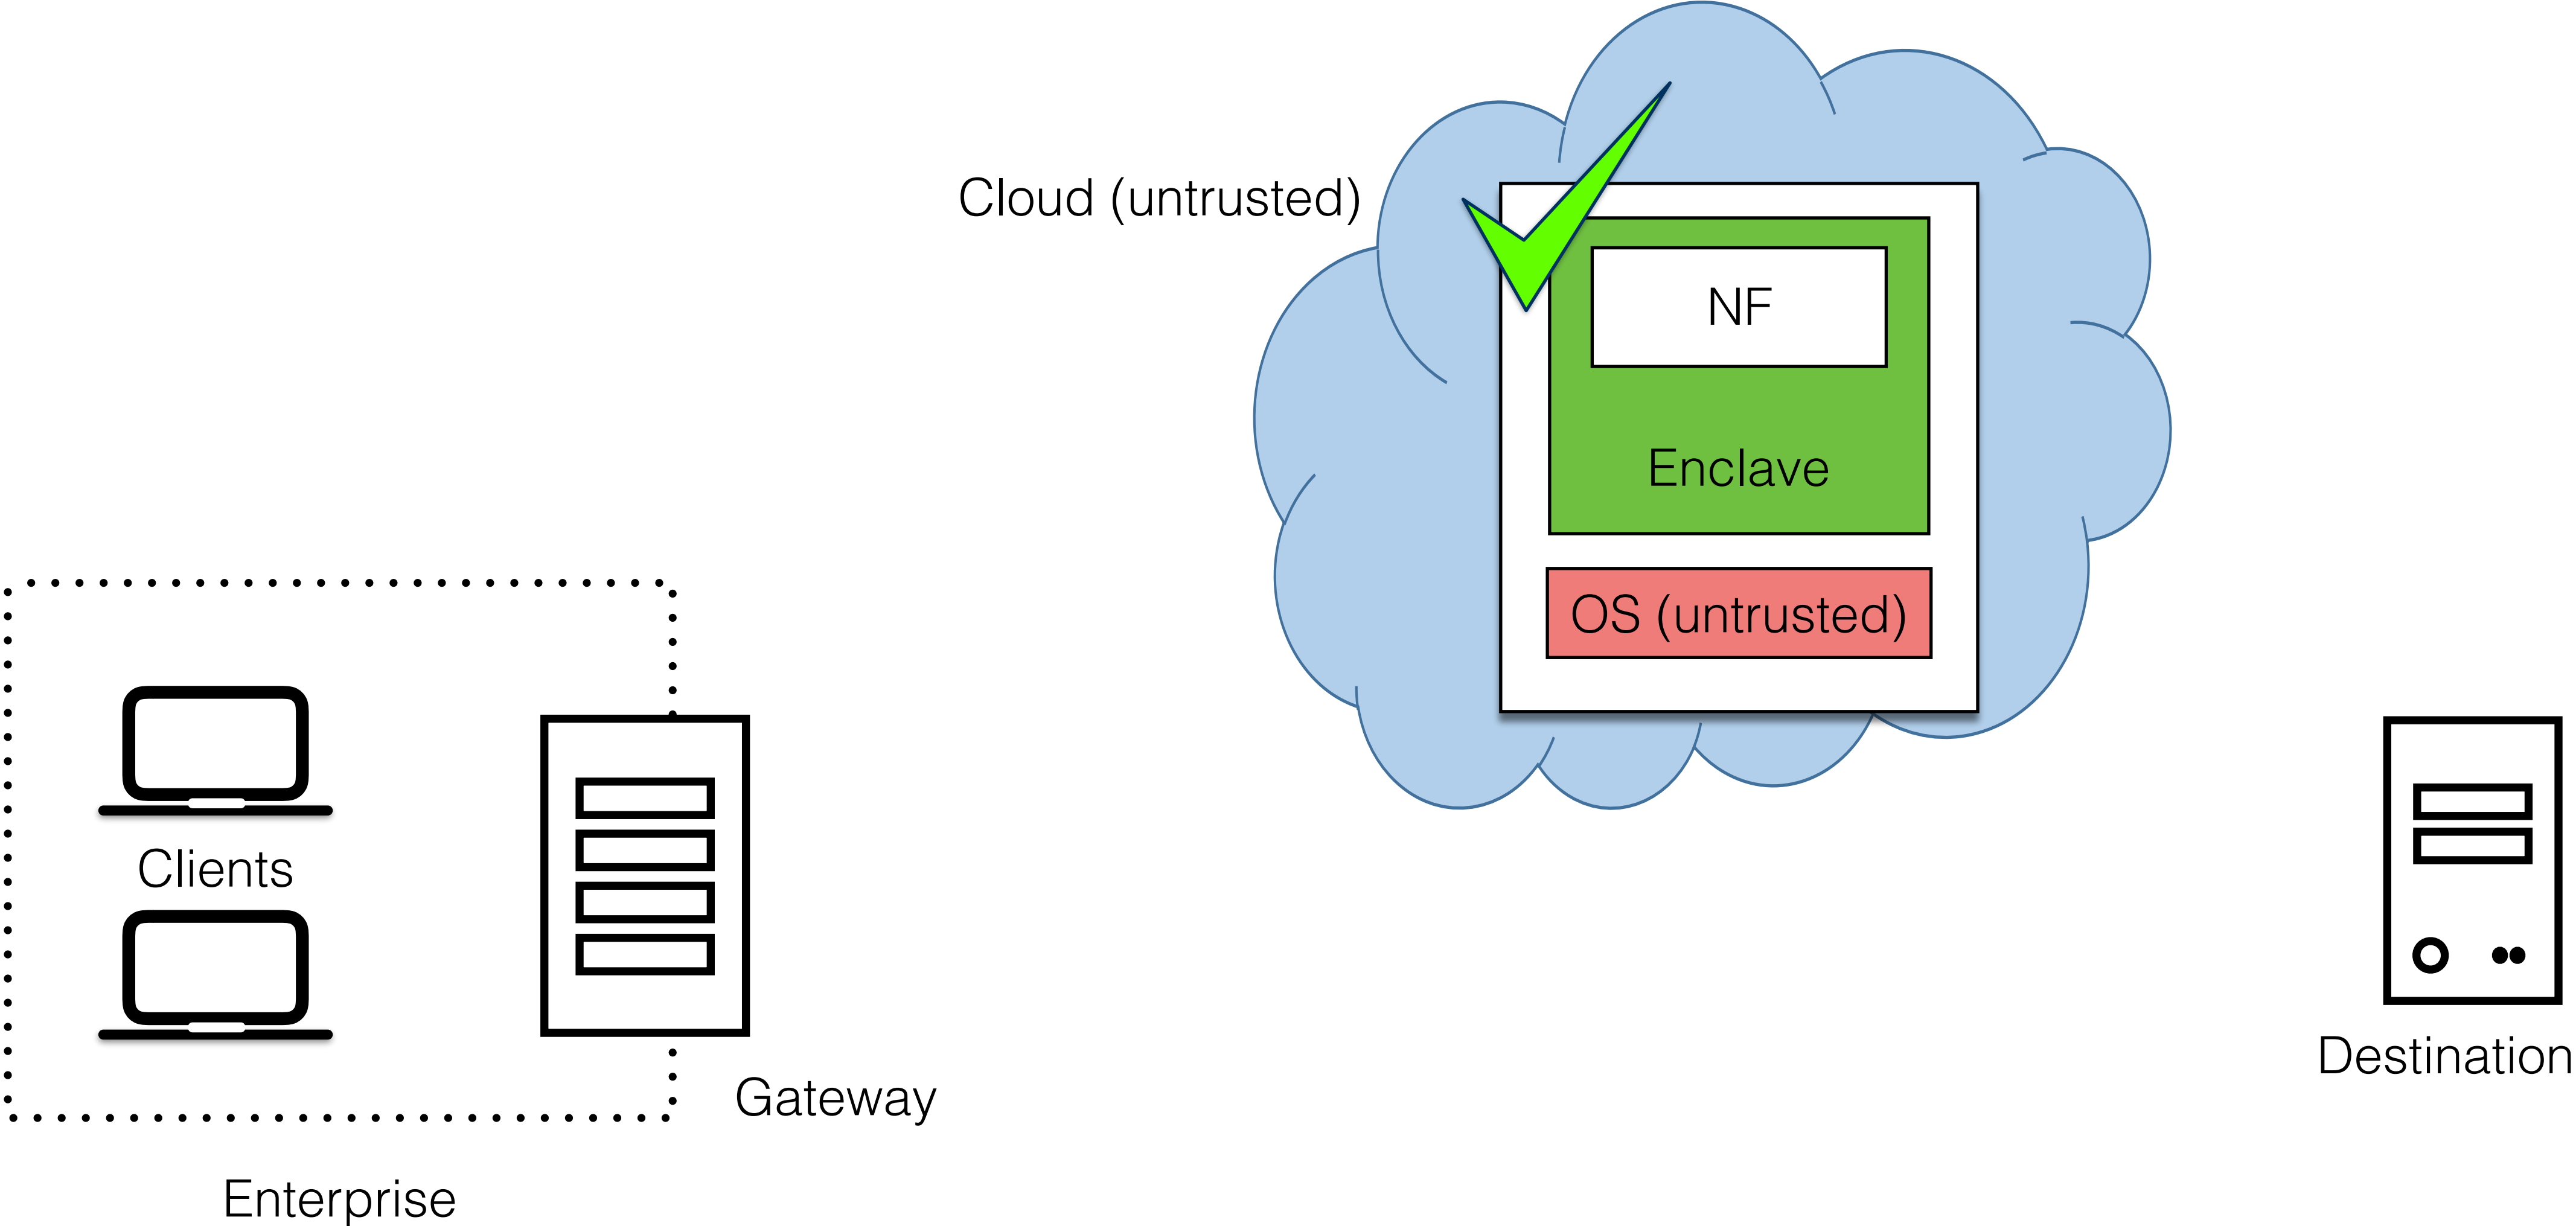 Cloud (untrusted)
NF
Enclave
OS (untrusted)
Clients
Gateway
Enterprise
Destination